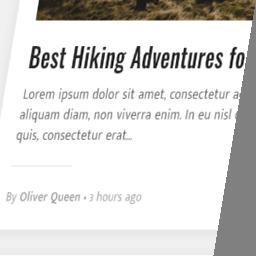 Best Hiking Adventures fo
Lorem ipsum dolor sit amet, consectetur a
aliquam diam, non viverra enim. In eu nisl
quis, consectetur erat...
By Oliver Queen • 3 hours ago